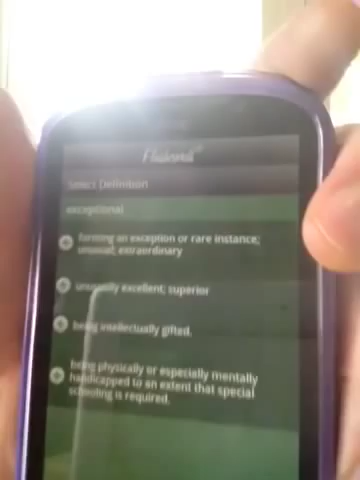 Select Definition
exceptional
forming an exception or rare instance;
unusual; extraordinary
unusually excellent; superior
being intellectually gifted.
being physically or especially mentally
handicapped to an extent that special
schooling is required.